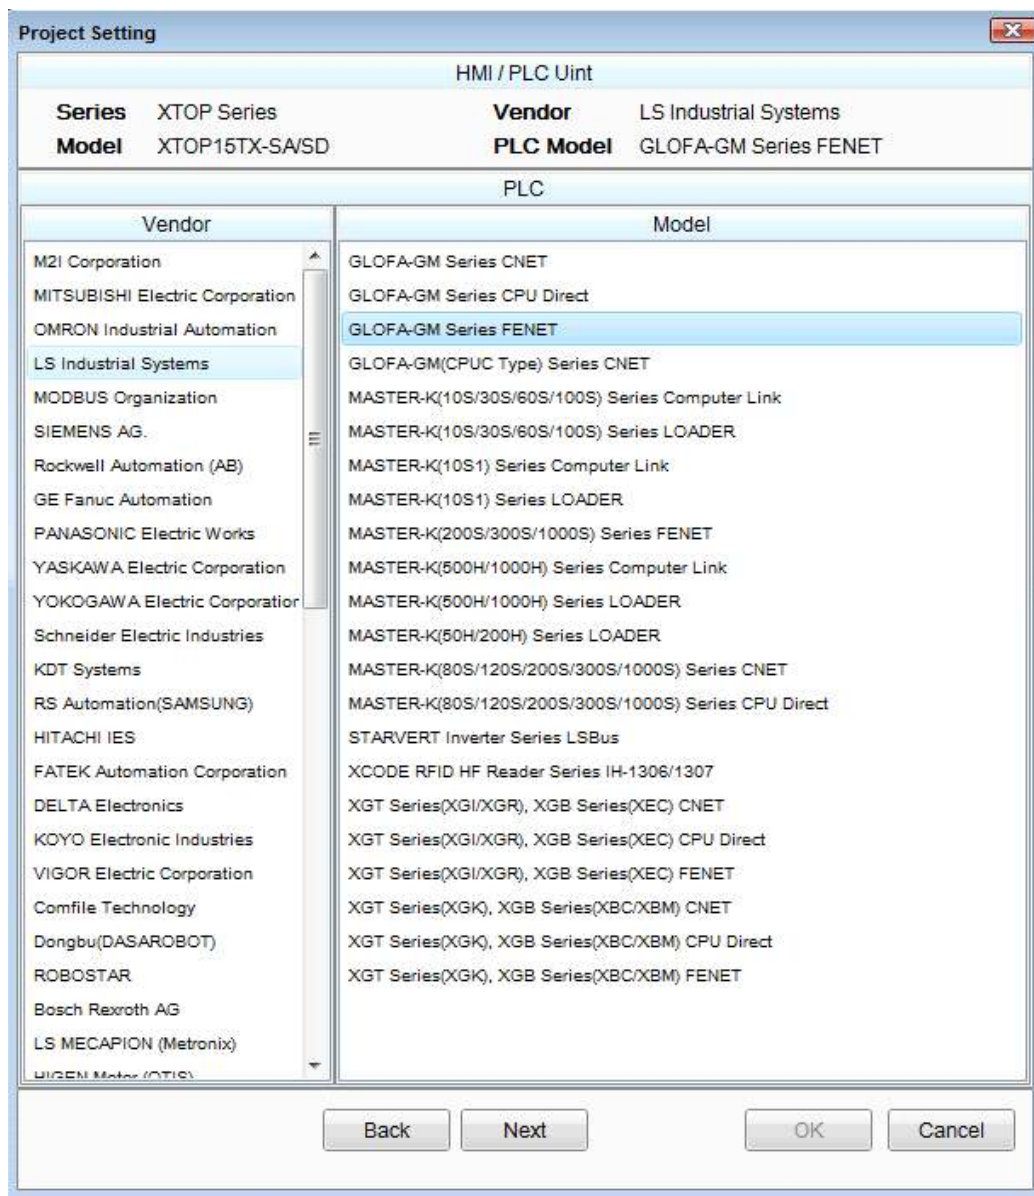 Project Setting
HMI / PLC Uint
Series XTOP Series Vendor LS Industrial Systems
Model XTOP15TX-SA/SD PLC Model GLOFA-GM Series FENET
PLC
Vendor
M2I Corporation
MITSUBISHI Electric Corporation
OMRON Industrial Automation
LS Industrial Systems
MODBUS Organization
SIEMENS AG.
Rockwell Automation (AB)
GE Fanuc Automation
PANASONIC Electric Works
YASKAWA Electric Corporation
YOKOGAWA Electric Corporation
Schneider Electric Industries
KDT Systems
RS Automation(SAMSUNG)
HITACHI IES
FATEK Automation Corporation
DELTA Electronics
KOYO Electronic Industries
VIGOR Electric Corporation
Comfile Technology
Dongbu(DASAROBOT)
ROBOSTAR
Bosch Rexroth AG
LS MECAPION (Metronix)
HIGEN Motor (OTIS)
Model
GLOFA-GM Series CNET
GLOFA-GM Series CPU Direct
GLOFA-GM Series FENET
GLOFA-GM(CPUC Type) Series CNET
MASTER-K(10S/30S/60S/100S) Series Computer Link
MASTER-K(10S/30S/60S/100S) Series LOADER
MASTER-K(10S1) Series Computer Link
MASTER-K(10S1) Series LOADER
MASTER-K(200S/300S/1000S) Series FENET
MASTER-K(500H/1000H) Series Computer Link
MASTER-K(500H/1000H) Series LOADER
MASTER-K(50H/200H) Series LOADER
MASTER-K(80S/120S/200S/300S/1000S) Series CNET
MASTER-K(80S/120S/200S/300S/1000S) Series CPU Direct
STARVERT Inverter Series LSBus
XCODE RFID HF Reader Series IH-1306/1307
XGT Series(XGI/XGR), XGB Series(XEC) CNET
XGT Series(XGI/XGR), XGB Series(XEC) CPU Direct
XGT Series(XGI/XGR), XGB Series(XEC) FENET
XGT Series(XGK), XGB Series(XBC/XBM) CNET
XGT Series(XGK), XGB Series(XBC/XBM) CPU Direct
XGT Series(XGK), XGB Series(XBC/XBM) FENET
Back Next OK Cancel